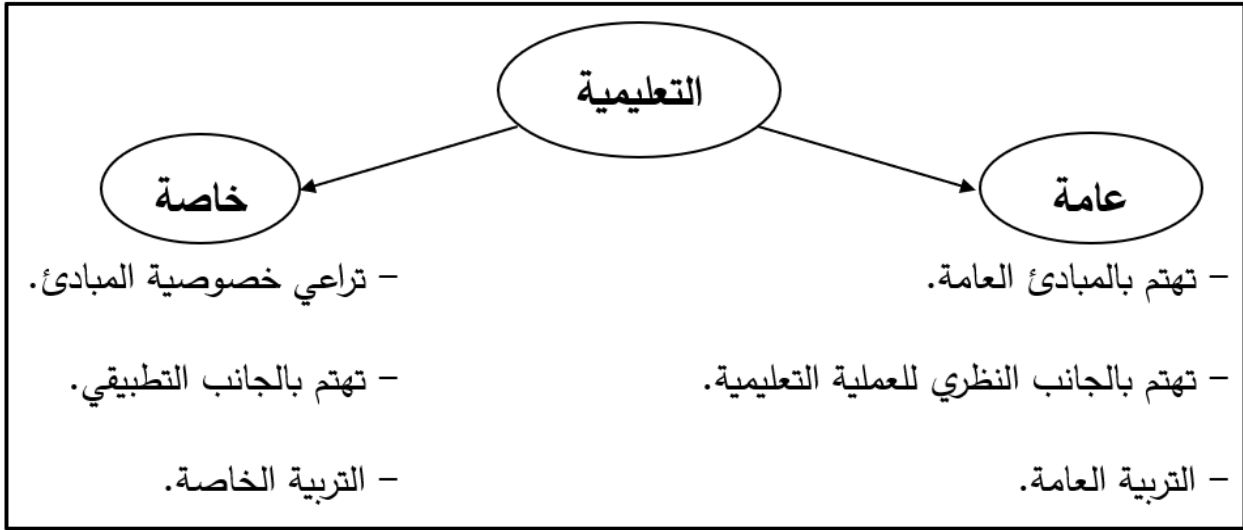 التعليمية
عامة
خاصة
- تهتم بالمبادئ العامة.
- تراعي خصوصية المبادئ.
- تهتم بالجانب النظري للعملية التعليمية.
- تهتم بالجانب التطبيقي.
- التربية العامة.
- التربية الخاصة.